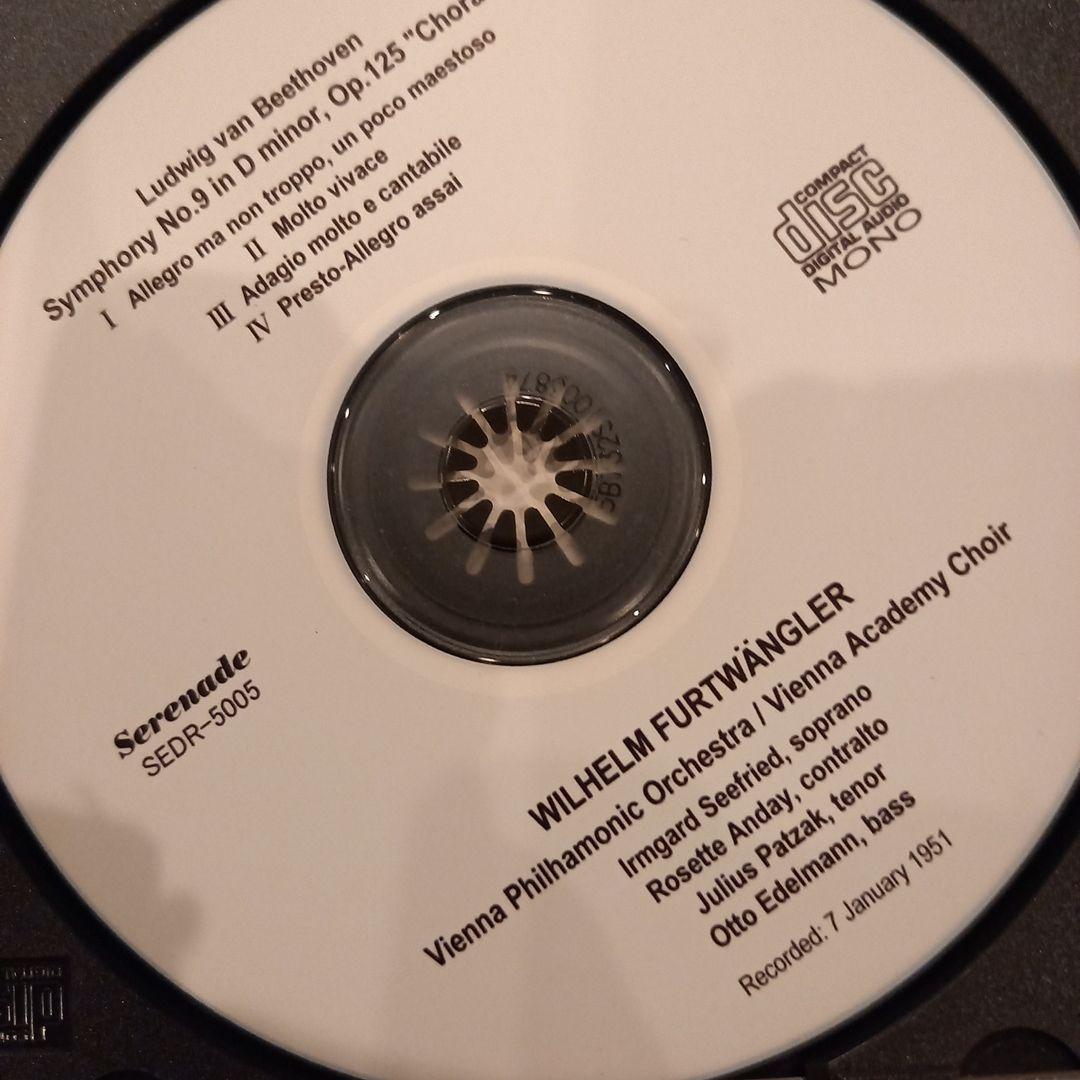 Ludwig van Beethoven
Symphony No.9 in D minor, Op.125 "Chora
I Allegro ma non troppo, un poco maestoso
II Molto vivace
III Adagio molto e cantabile
IV Presto-Allegro assai
COMPACT
disc
DIGITAL AUDIO
MONO
Serenade
SEDR-5005
WILHELM FURTWÄNGLER
Vienna Philhamonic Orchestra / Vienna Academy Choir
Irmgard Seefried, soprano
Rosette Anday, contralto
Julius Patzak, tenor
Otto Edelmann, bass
Recorded: 7 January 1951